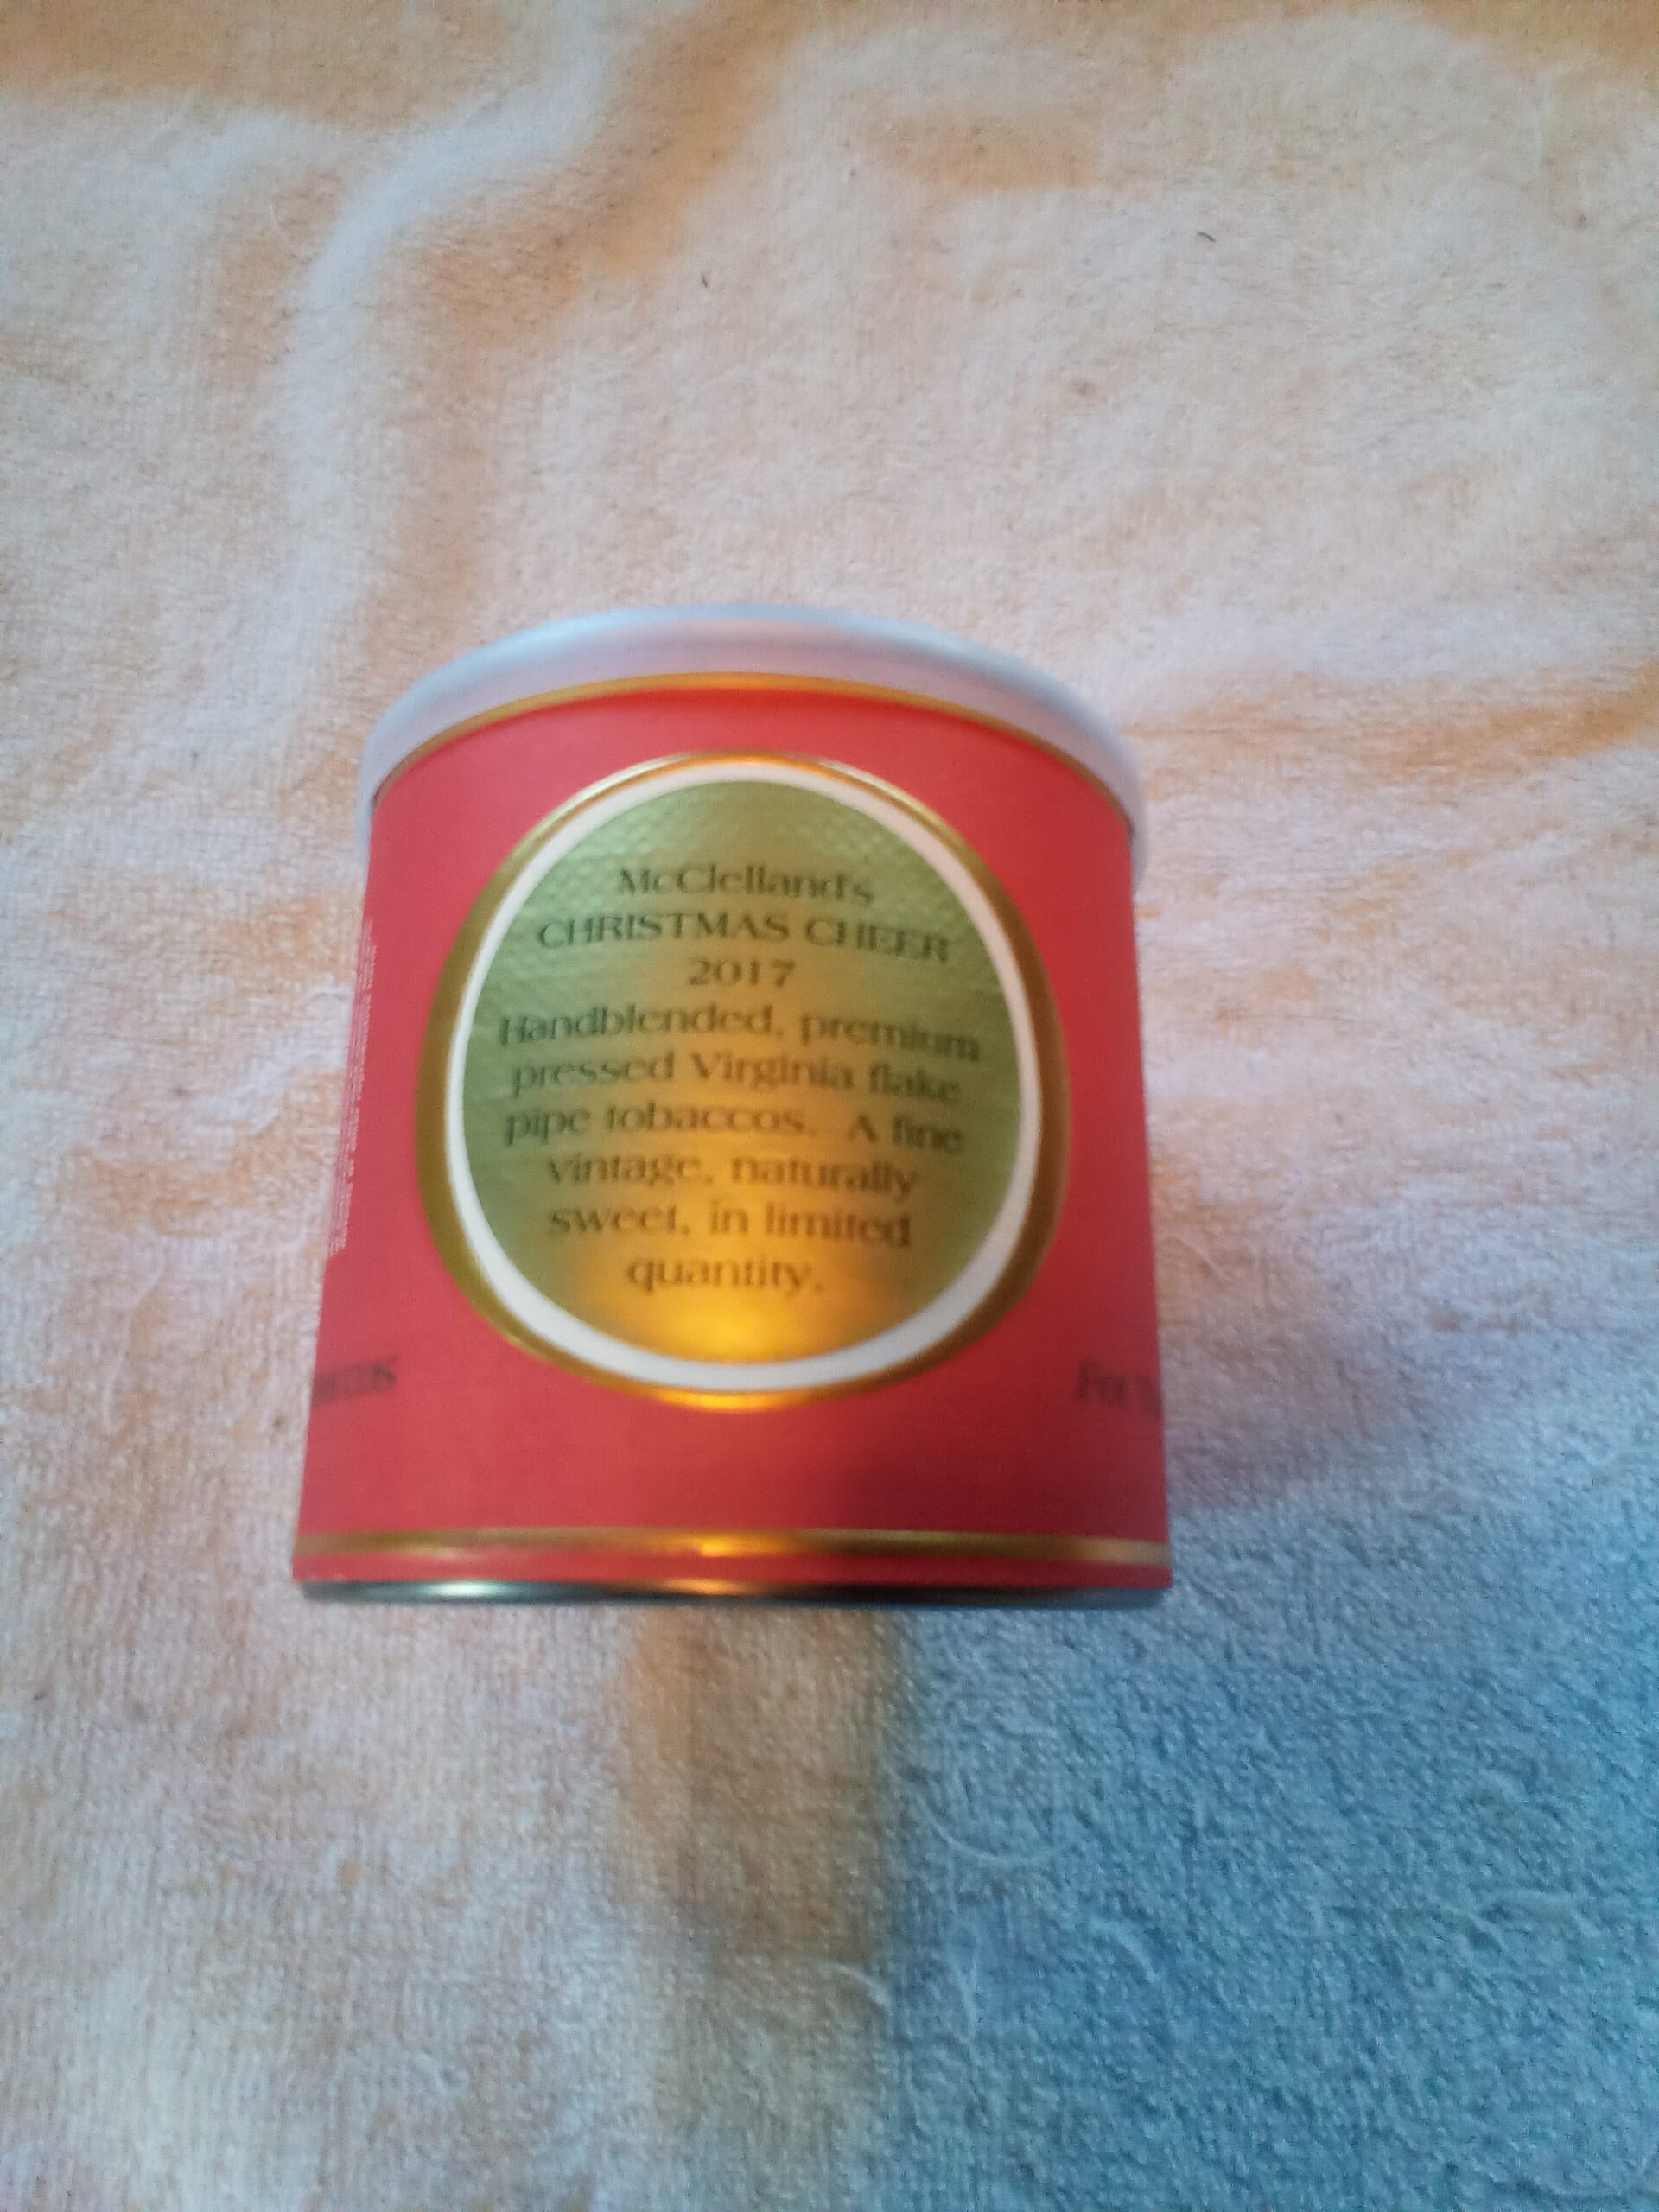 McClelland's
CHRISTMAS CHEER
2017
Handblended, premium
pressed Virginia flake
pipe tobaccos. A fine
vintage, naturally
sweet, in limited
quantity.